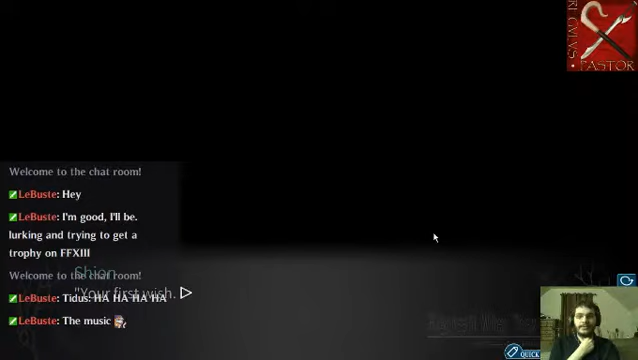 PASTOR
Welcome to the chat room!
LeBuste: Hey
LeBuste: I'm good, I'll be.
lurking and trying to get a
trophy on FFXIII
Shion
Welcome to the chat room!
"Your first wish.
LeBuste: Tidus: HA HA HA HA
LeBuste: The music
QUICK